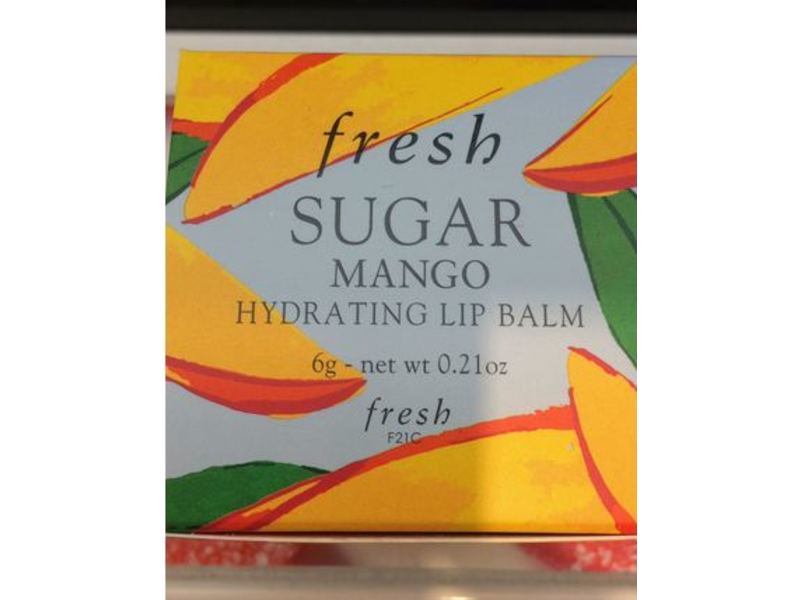 fresh
SUGAR
MANGO
HYDRATING LIP BALM
6g - net wt 0.21oz
fresh
F21C